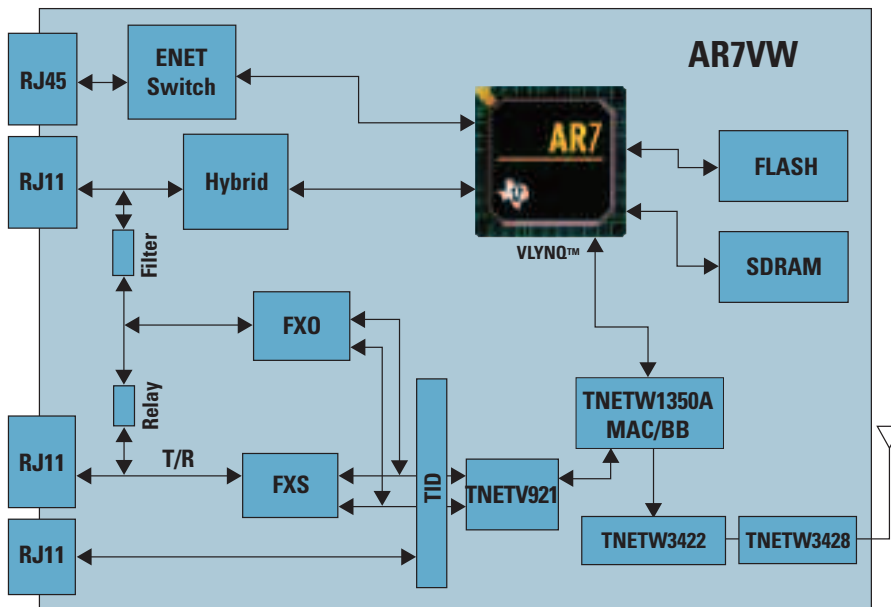 AR7VW
RJ45
ENET
Switch
AR7
RJ11
Hybrid
FLASH
Filter
VLYNQ™
SDRAM
FXO
Relay
TNETW1350A
MAC/BB
RJ11
T/R
FXS
TID
TNETV921
RJ11
TNETW3422
TNETW3428